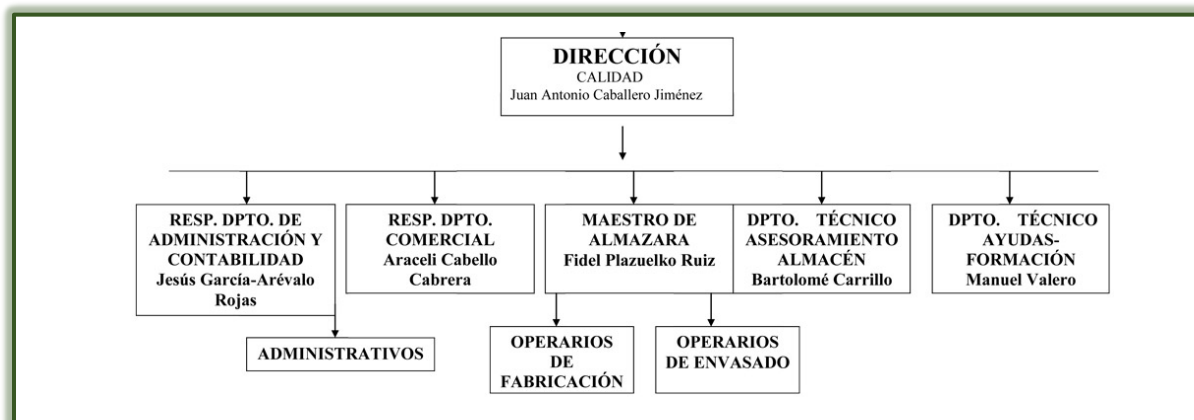 DIRECCIÓN
CALIDAD
Juan Antonio Caballero Jiménez
RESP. DPTO. DE
ADMINISTRACIÓN Y
CONTABILIDAD
Jesús García-Arévalo
Rojas
RESP. DPTO.
COMERCIAL
Araceli Cabello
Cabrera
MAESTRO DE
ALMAZARA
Fidel Plazuelko Ruiz
DPTO. TÉCNICO
ASESORAMIENTO
ALMACÉN
Bartolomé Carrillo
DPTO. TÉCNICO
AYUDAS-
FORMACIÓN
Manuel Valero
ADMINISTRATIVOS
OPERARIOS
DE
FABRICACIÓN
OPERARIOS
DE ENVASADO